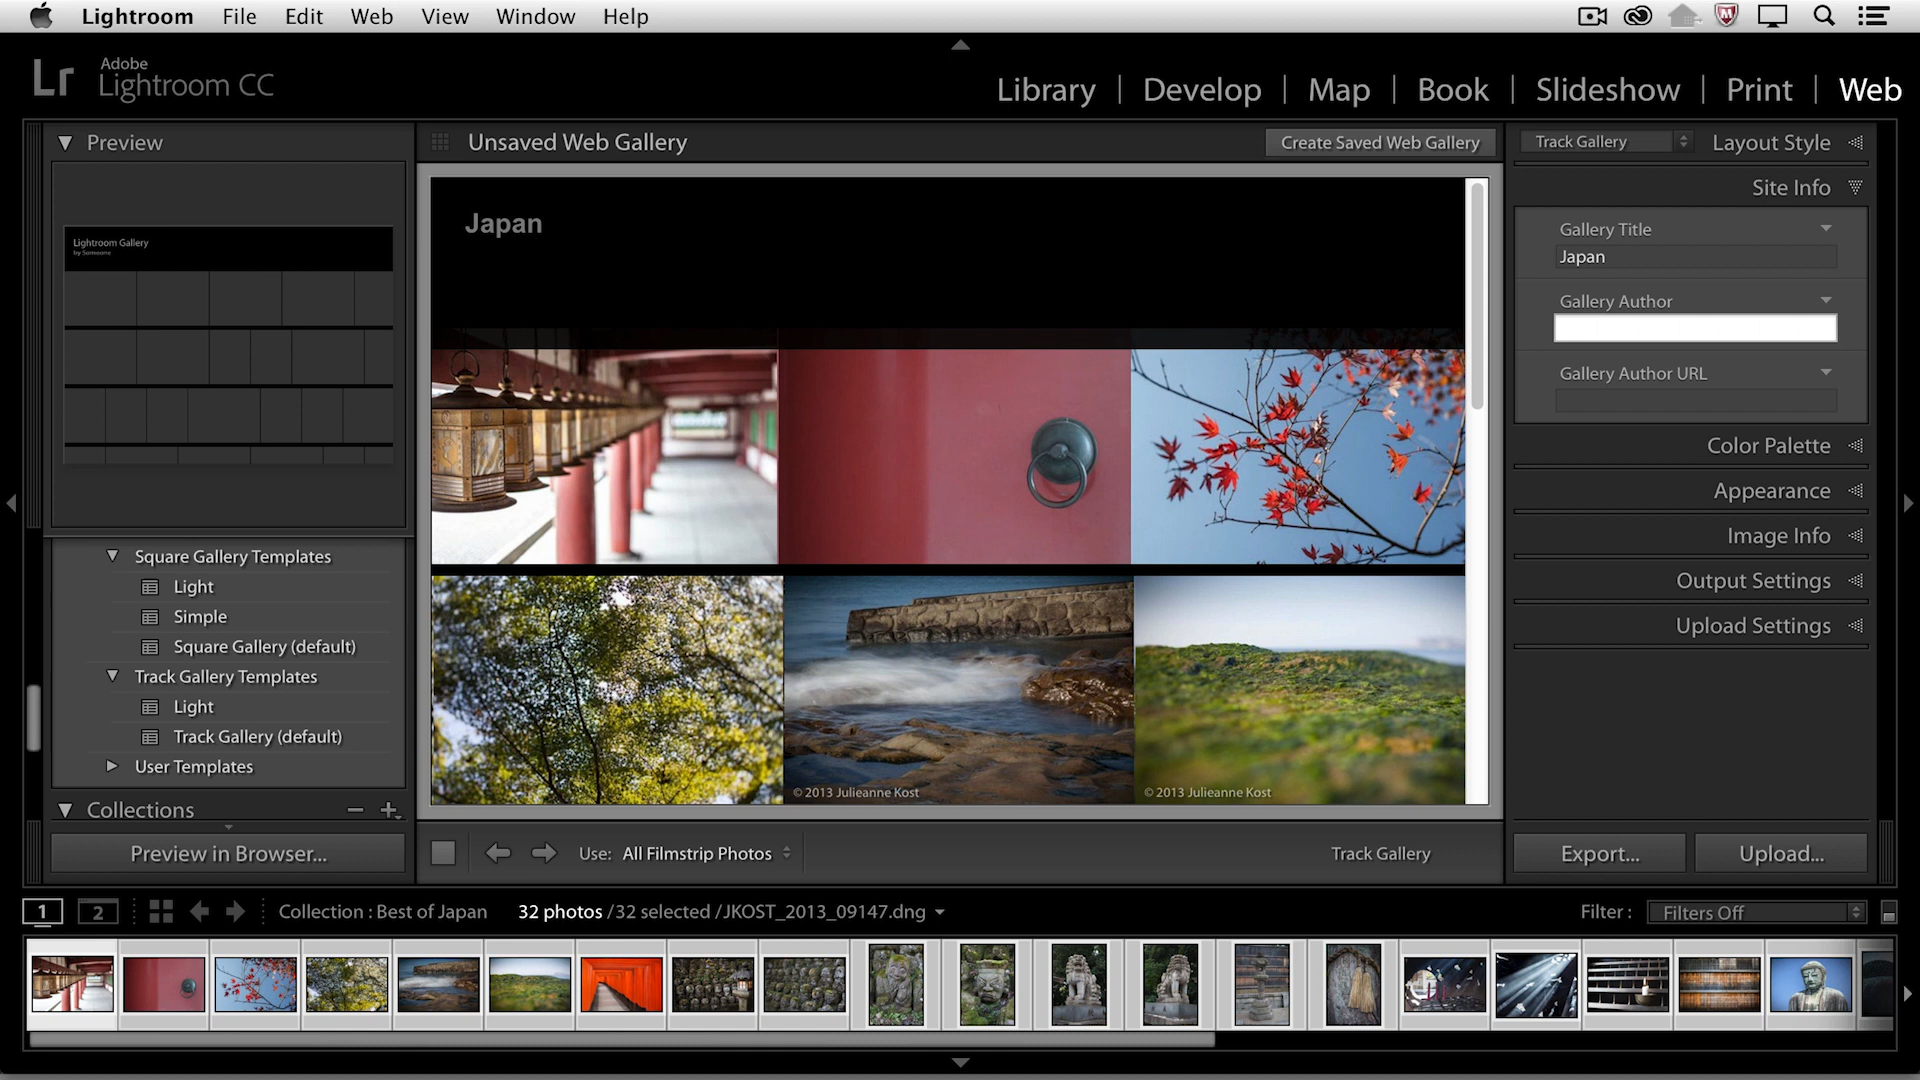 Lightroom File Edit Web View Window Help
Lr Adobe
Lightroom CC
Library | Develop | Map | Book | Slideshow | Print | Web
Preview
Unsaved Web Gallery
Create Saved Web Gallery
Track Gallery
Layout Style
Site Info
Lightroom Gallery
by Someone
Japan
Gallery Title
Japan
Gallery Author
Gallery Author URL
Color Palette
Appearance
Image Info
Output Settings
Upload Settings
Square Gallery Templates
Light
Simple
Square Gallery (default)
Track Gallery Templates
Light
Track Gallery (default)
User Templates
© 2013 Julieanne Kost
© 2013 Julieanne Kost
Collections
Preview in Browser...
Use: All Filmstrip Photos
Track Gallery
Export...
Upload...
1 2
Collection : Best of Japan
32 photos /32 selected /JKOST_2013_09147.dng
Filter :
Filters Off